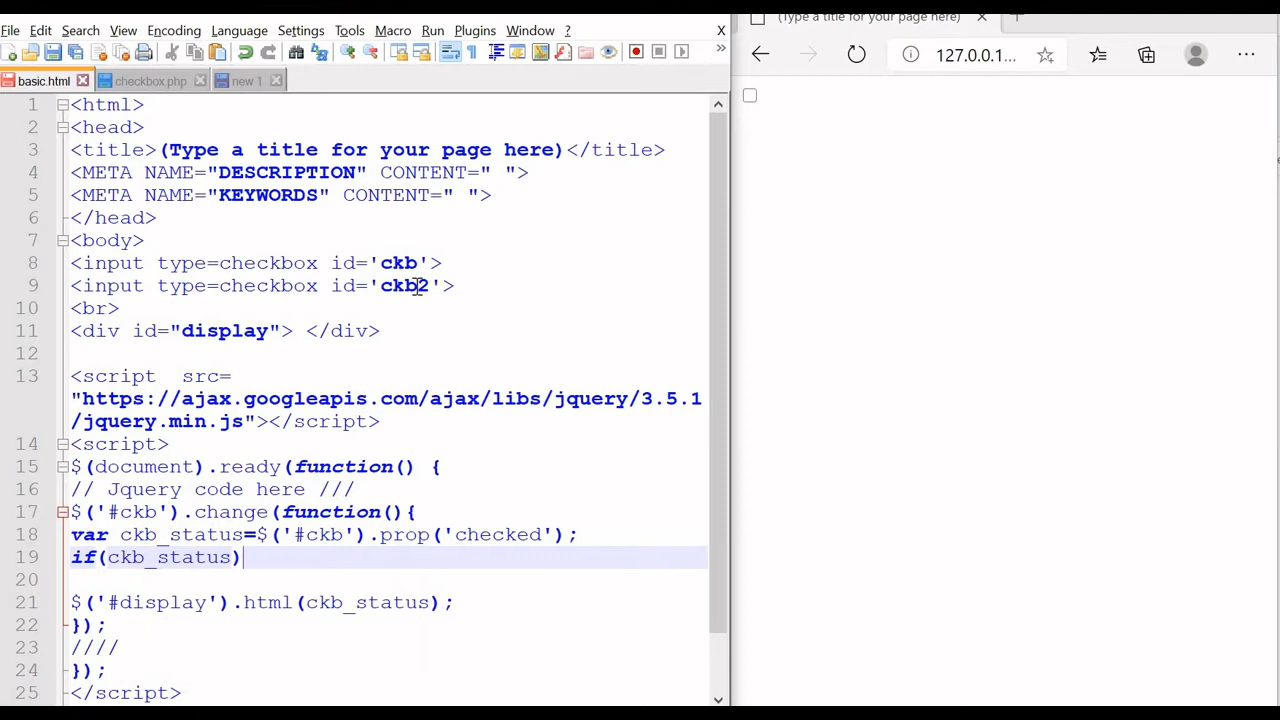 File Edit Search View Encoding Language Settings Tools Macro Run Plugins Window ? X
(Type a title for your page here)
127.0.0.1...
basic.html checkbox.php new 1
1 <html>
2 <head>
3 <title>(Type a title for your page here)</title>
4 <META NAME="DESCRIPTION" CONTENT=" ">
5 <META NAME="KEYWORDS" CONTENT=" ">
6 </head>
7 <body>
8 <input type=checkbox id='ckb'>
9 <input type=checkbox id='ckb2'>
10 <br>
11 <div id="display"> </div>
12
13 <script  src=
"https://ajax.googleapis.com/ajax/libs/jquery/3.5.1
/jquery.min.js"></script>
14 <script>
15 $(document).ready(function() {
16 // Jquery code here ///
17 $('#ckb').change(function(){
18 var ckb_status=$('#ckb').prop('checked');
19 if(ckb_status)
20
21 $('#display').html(ckb_status);
22 });
23 ////
24 });
25 </script>